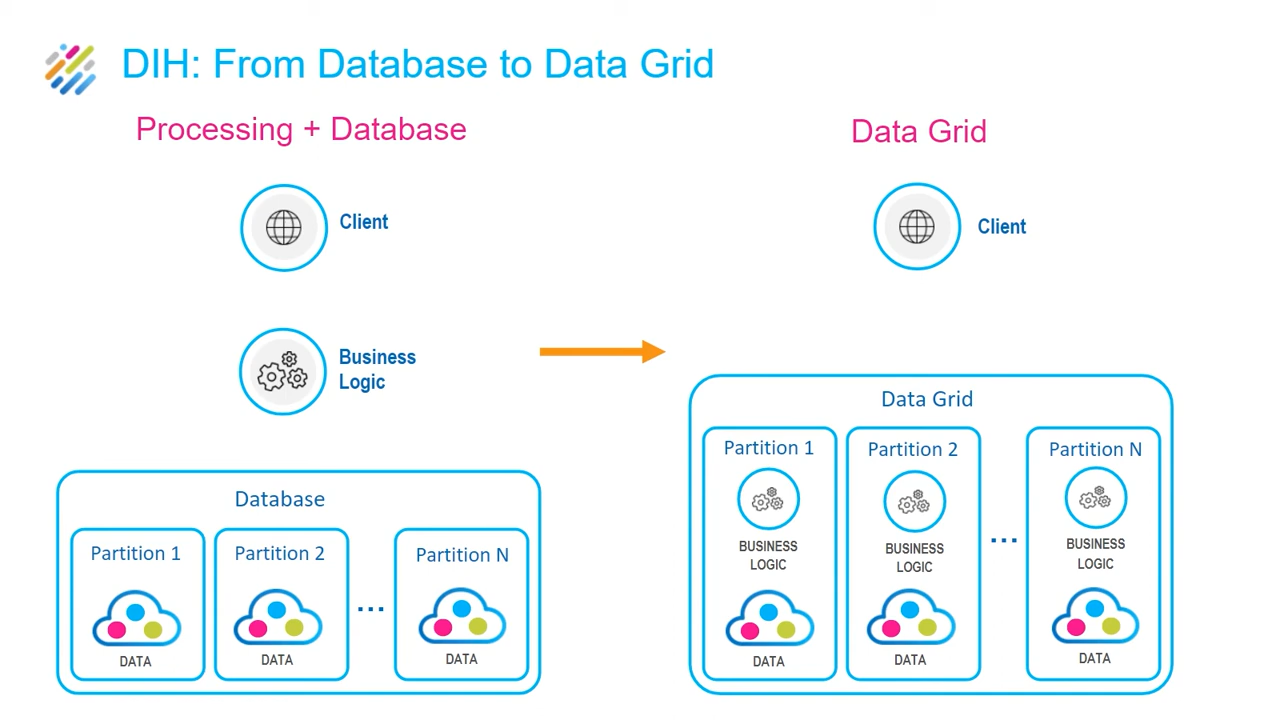 DIH: From Database to Data Grid
Processing + Database
Client
Business
Logic
Database
Partition 1
DATA
Partition 2
DATA
...
Partition N
DATA
Data Grid
Client
Data Grid
Partition 1
BUSINESS
LOGIC
DATA
Partition 2
BUSINESS
LOGIC
DATA
...
Partition N
BUSINESS
LOGIC
DATA